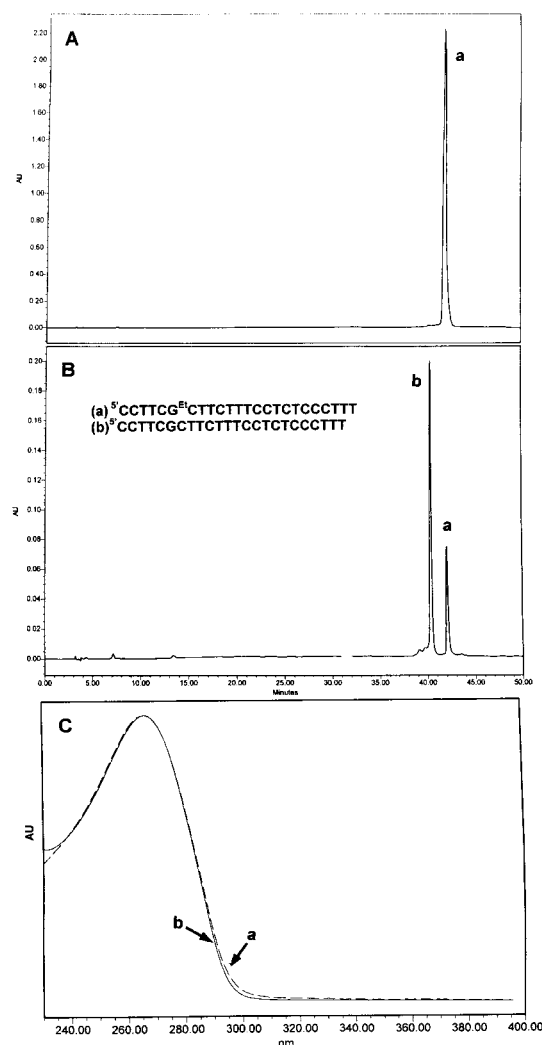 A
a
2.20
2.00
1.80
1.60
1.40
1.20
1.00
0.80
0.60
0.40
0.20
0.00
AU
B
b
a
(a) 5'CCTTCGEtCTTCTTTCCTCTCCCTTT
(b)5'CCTTCGCTTCTTTCCTCTCCCTTT
0.20
0.18
0.16
0.14
0.12
0.10
0.08
0.06
0.04
0.02
0.00
AU
0.00 5.00 10.00 15.00 20.00 25.00 30.00 35.00 40.00 45.00 50.00
Minutes
C
AU
b
a
240.00 260.00 280.00 300.00 320.00 340.00 360.00 380.00 400.00
nm